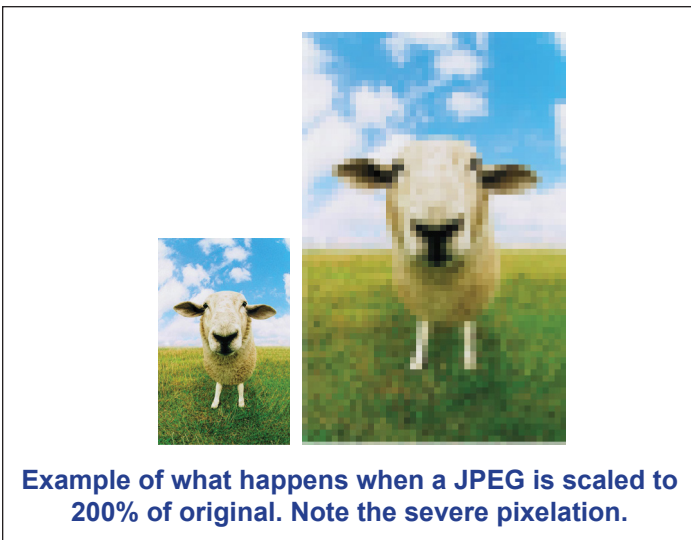 Example of what happens when a JPEG is scaled to
200% of original. Note the severe pixelation.